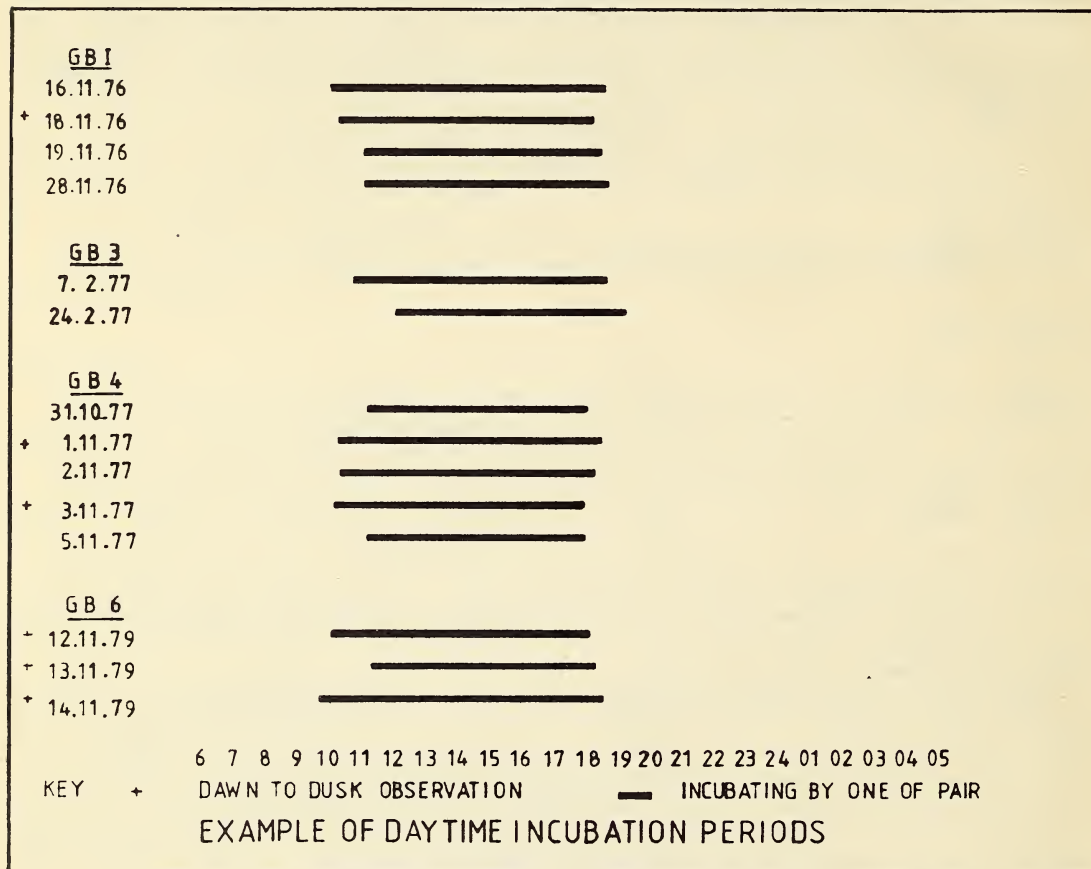 GB I
16.11.76
+ 18.11.76
19.11.76
28.11.76
GB 3
7.2.77
24.2.77
GB 4
31.10.77
+ 1.11.77
2.11.77
+ 3.11.77
5.11.77
GB 6
+ 12.11.79
+ 13.11.79
+ 14.11.79
6 7 8 9 10 11 12 13 14 15 16 17 18 19 20 21 22 23 24 01 02 03 04 05
KEY + DAWN TO DUSK OBSERVATION INCUBATING BY ONE OF PAIR
EXAMPLE OF DAYTIME INCUBATION PERIODS